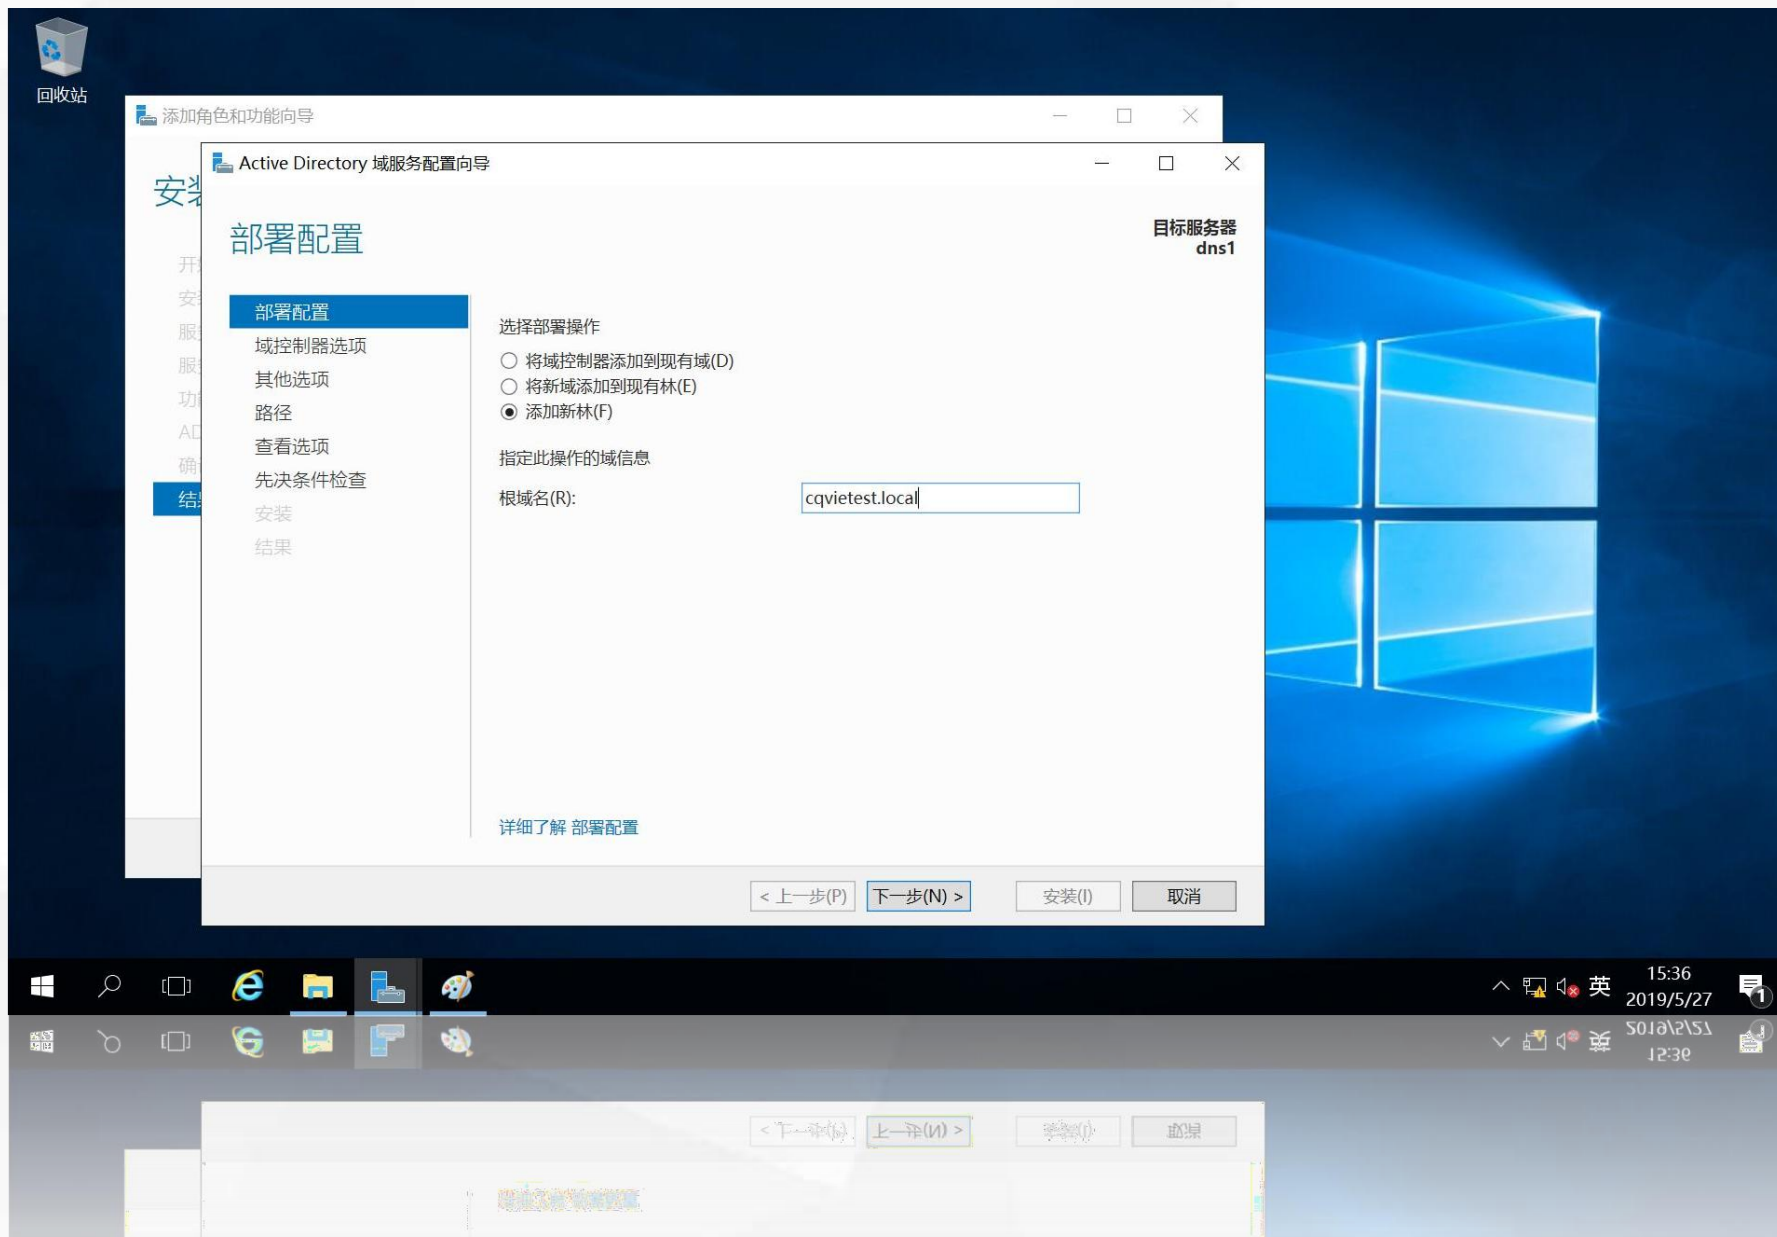 回收站
添加角色和功能向导
Active Directory 域服务配置向导
部署配置
目标服务器
dns1
部署配置
域控制器选项
其他选项
路径
查看选项
先决条件检查
安装
结果
选择部署操作
将域控制器添加到现有域(D)
将新域添加到现有林(E)
添加新林(F)
指定此操作的域信息
根域名(R): cqvietest.local
详细了解 部署配置
< 上一步(P) 下一步(N) > 安装(I) 取消
英 15:36
2019/5/27
1